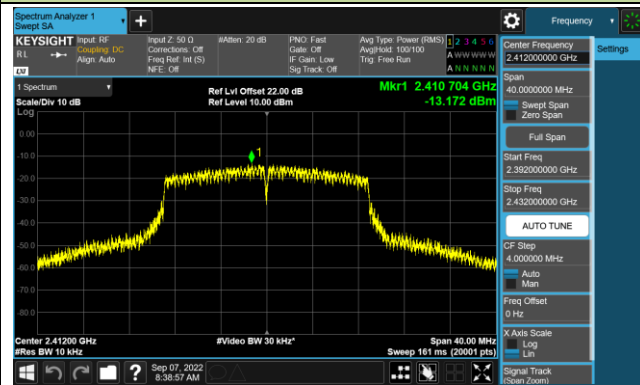 Spectrum Analyzer 1
Swept SA
Frequency
KEYSIGHT
Input: RF
Coupling: DC
Align: Auto
RL
LXI
Input Z: 50 Ω
Corrections: Off
Freq Ref: Int (S)
NFE: Off
#Atten: 20 dB
PNO: Fast
Gate: Off
IF Gain: Low
Sig Track: Off
Avg Type: Power (RMS)
Avg|Hold: 100/100
Trig: Free Run
1 2 3 4 5 6
A W W W W W
A N N N N N
1 Spectrum
Scale/Div 10 dB
Log
Ref Lvl Offset 22.00 dB
Ref Level 10.00 dBm
Mkr1 2.410 704 GHz
-13.172 dBm
1
0.00
-10.0
-20.0
-30.0
-40.0
-50.0
-60.0
-70.0
-80.0
Center 2.41200 GHz
#Res BW 10 kHz
#Video BW 30 kHz*
Span 40.00 MHz
Sweep 161 ms (20001 pts)
Sep 07, 2022
8:38:57 AM
?
Center Frequency
2.412000000 GHz
Settings
Span
40.0000000 MHz
Swept Span
Zero Span
Full Span
Start Freq
2.392000000 GHz
Stop Freq
2.432000000 GHz
AUTO TUNE
CF Step
4.000000 MHz
Auto
Man
Freq Offset
0 Hz
X Axis Scale
Log
Lin
Signal Track
(Span Zoom)